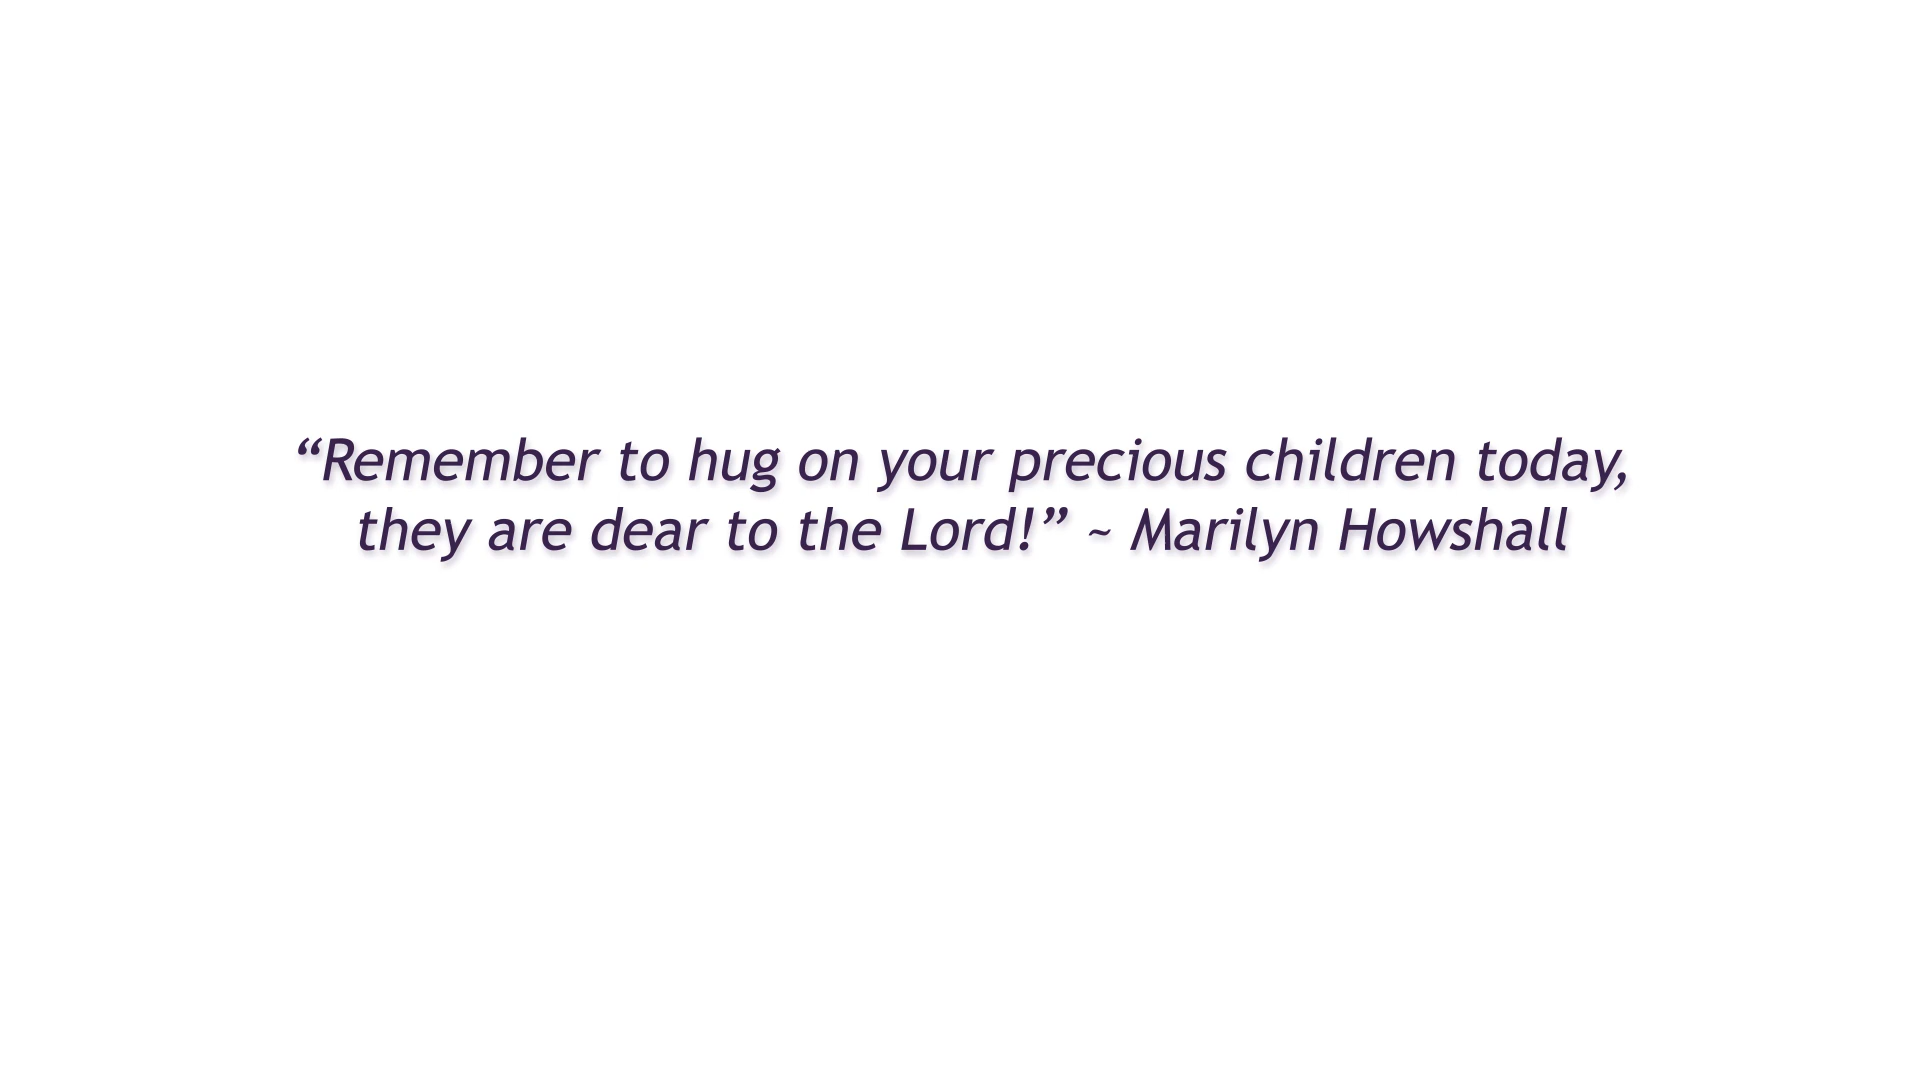 “Remember to hug on your precious children today,
they are dear to the Lord!” ~ Marilyn Howshall